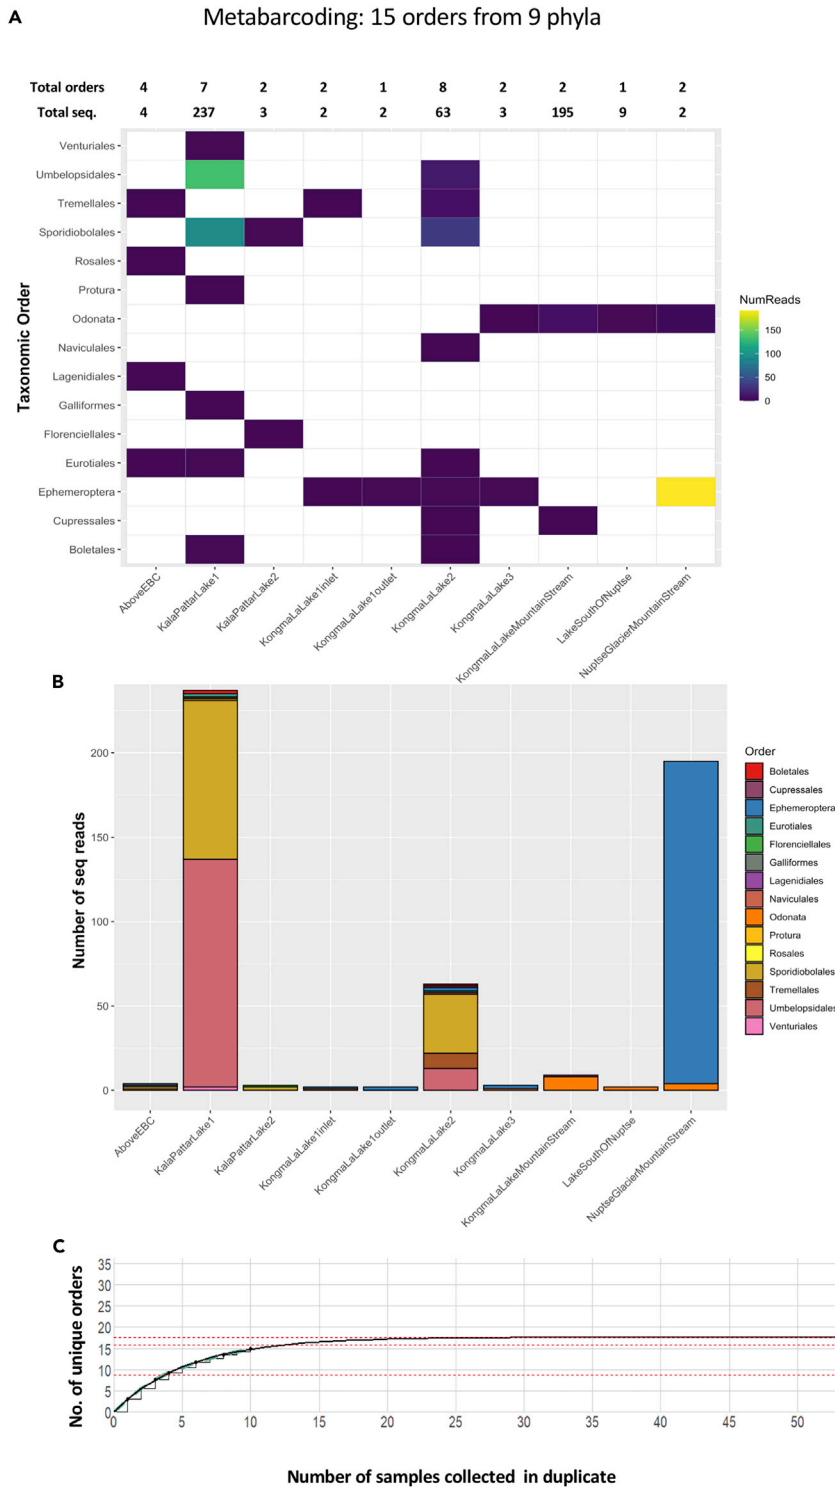 A
Metabarcoding: 15 orders from 9 phyla
Total orders 4 7 2 2 1 8 2 2 1 2
Total seq. 4 237 3 2 2 63 3 195 9 2
Taxonomic Order
Venturiales
Umbelopsidales
Tremellales
Sporidiobolales
Rosales
Protura
Odonata
Naviculales
Lagenidiales
Galliformes
Florenciellales
Eurotiales
Ephemeroptera
Cupressales
Boletales
NumReads
150
100
50
0
AboveEBC
KalaPattarLake1
KalaPattarLake2
KongmaLaLake1inlet
KongmaLaLake1outlet
KongmaLaLake2
KongmaLaLake3
KongmaLaLakeMountainStream
LakeSouthOfNuptse
NuptseGlacierMountainStream
B
Number of seq reads
200
150
100
50
0
AboveEBC
KalaPattarLake1
KalaPattarLake2
KongmaLaLake1inlet
KongmaLaLake1outlet
KongmaLaLake2
KongmaLaLake3
KongmaLaLakeMountainStream
LakeSouthOfNuptse
NuptseGlacierMountainStream
Order
Boletales
Cupressales
Ephemeroptera
Eurotiales
Florenciellales
Galliformes
Lagenidiales
Naviculales
Odonata
Protura
Rosales
Sporidiobolales
Tremellales
Umbelopsidales
Venturiales
C
No. of unique orders
35
30
25
20
15
10
5
0
0 5 10 15 20 25 30 35 40 45 50
Number of samples collected in duplicate